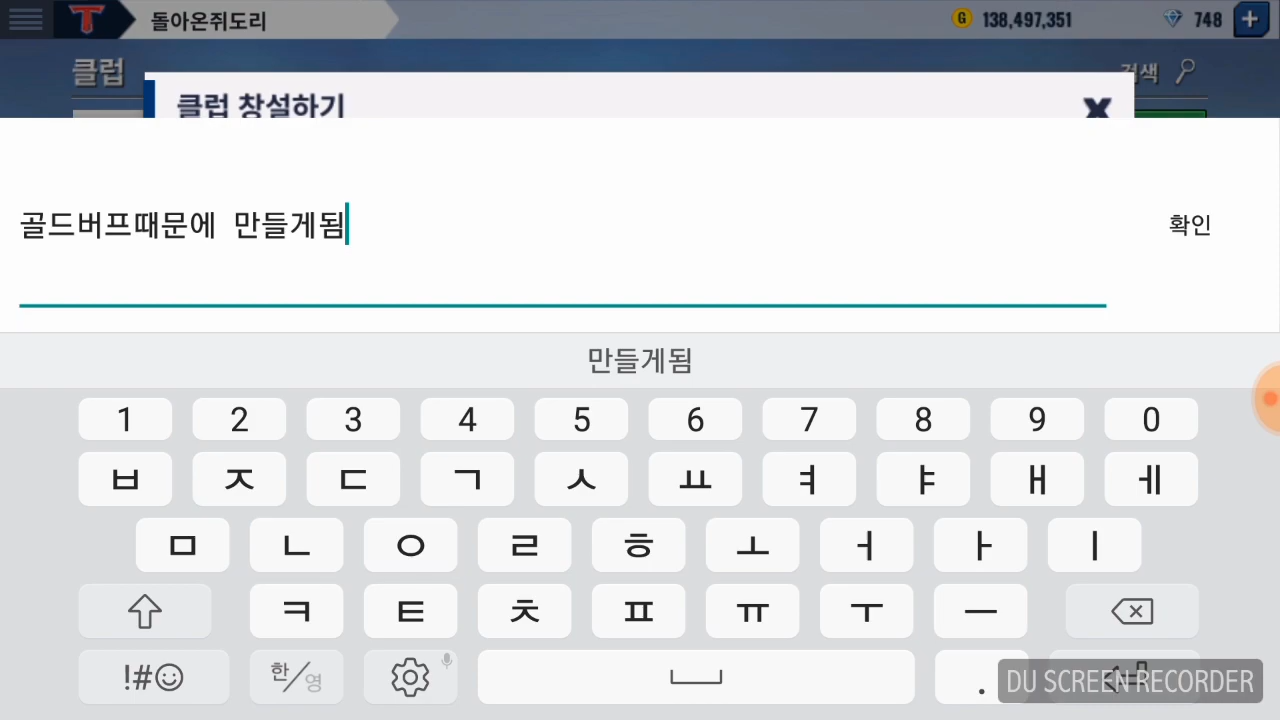 T 돌아온쥐도리 G 138,497,351 748 +
클럽 검색
클럽 창설하기 X
골드버프때문에 만들게됨 확인
만들게됨
1 2 3 4 5 6 7 8 9 0
ㅂ ㅈ ㄷ ㄱ ㅅ ㅛ ㅕ ㅑ ㅐ ㅔ
ㅁ ㄴ ㅇ ㄹ ㅎ ㅗ ㅓ ㅏ ㅣ
ㅋ ㅌ ㅊ ㅍ ㅠ ㅜ ㅡ
!#☺ 한/영 .
DU SCREEN RECORDER